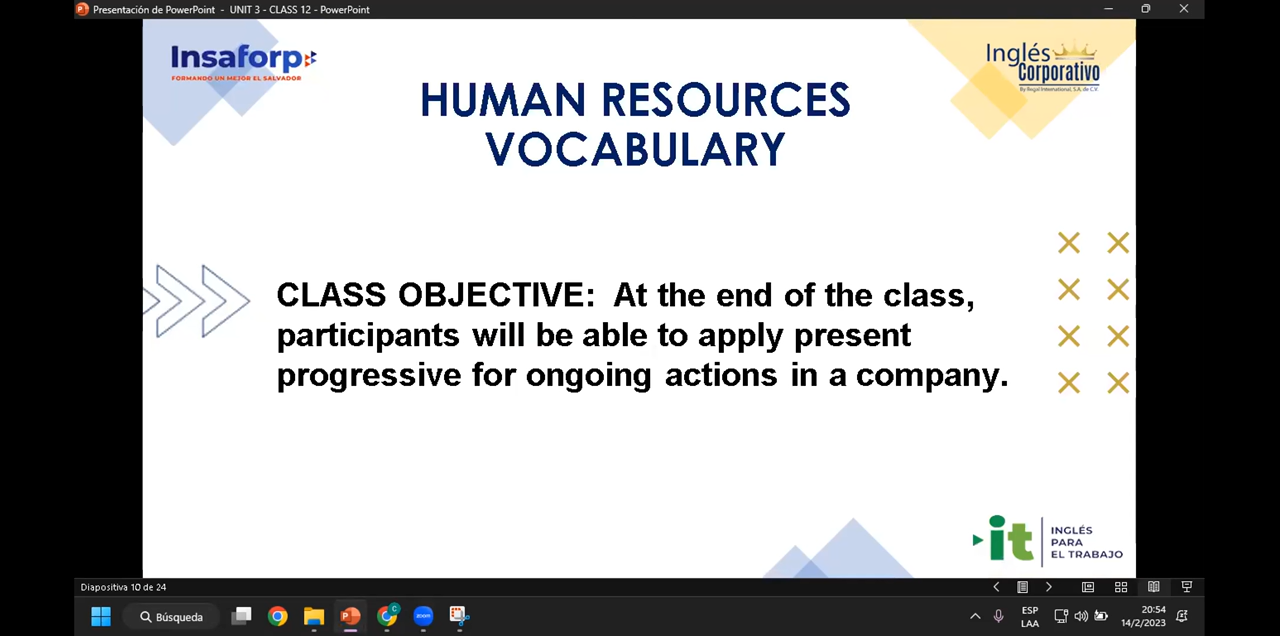 Presentación de PowerPoint - UNIT 3 - CLASS 12 - PowerPoint
Insaforp
FORMANDO UN MEJOR EL SALVADOR
Inglés
Corporativo
By Regal International, S.A. de C.V.
HUMAN RESOURCES
VOCABULARY
CLASS OBJECTIVE: At the end of the class,
participants will be able to apply present
progressive for ongoing actions in a company.
it
INGLÉS
PARA
EL TRABAJO
Diapositiva 10 de 24
Búsqueda
C
zoom
ESP
LAA
20:54
14/2/2023